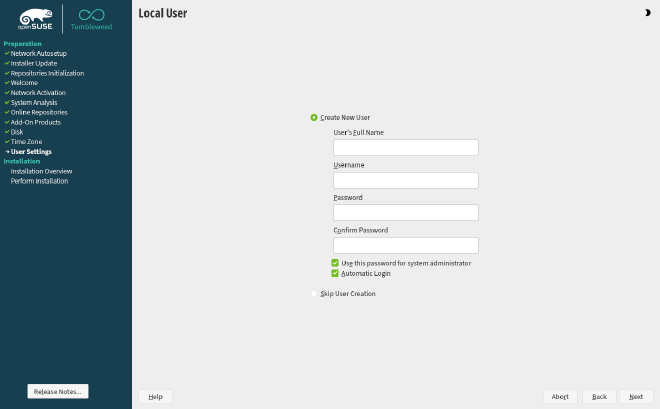 openSUSE
Tumbleweed
Preparation
Network Autosetup
Installer Update
Repositories Initialization
Welcome
Network Activation
System Analysis
Online Repositories
Add-On Products
Disk
Time Zone
User Settings
Installation
Installation Overview
Perform Installation
Release Notes...
Local User
Create New User
User's Full Name
Username
Password
Confirm Password
Use this password for system administrator
Automatic Login
Skip User Creation
Help
Abort
Back
Next